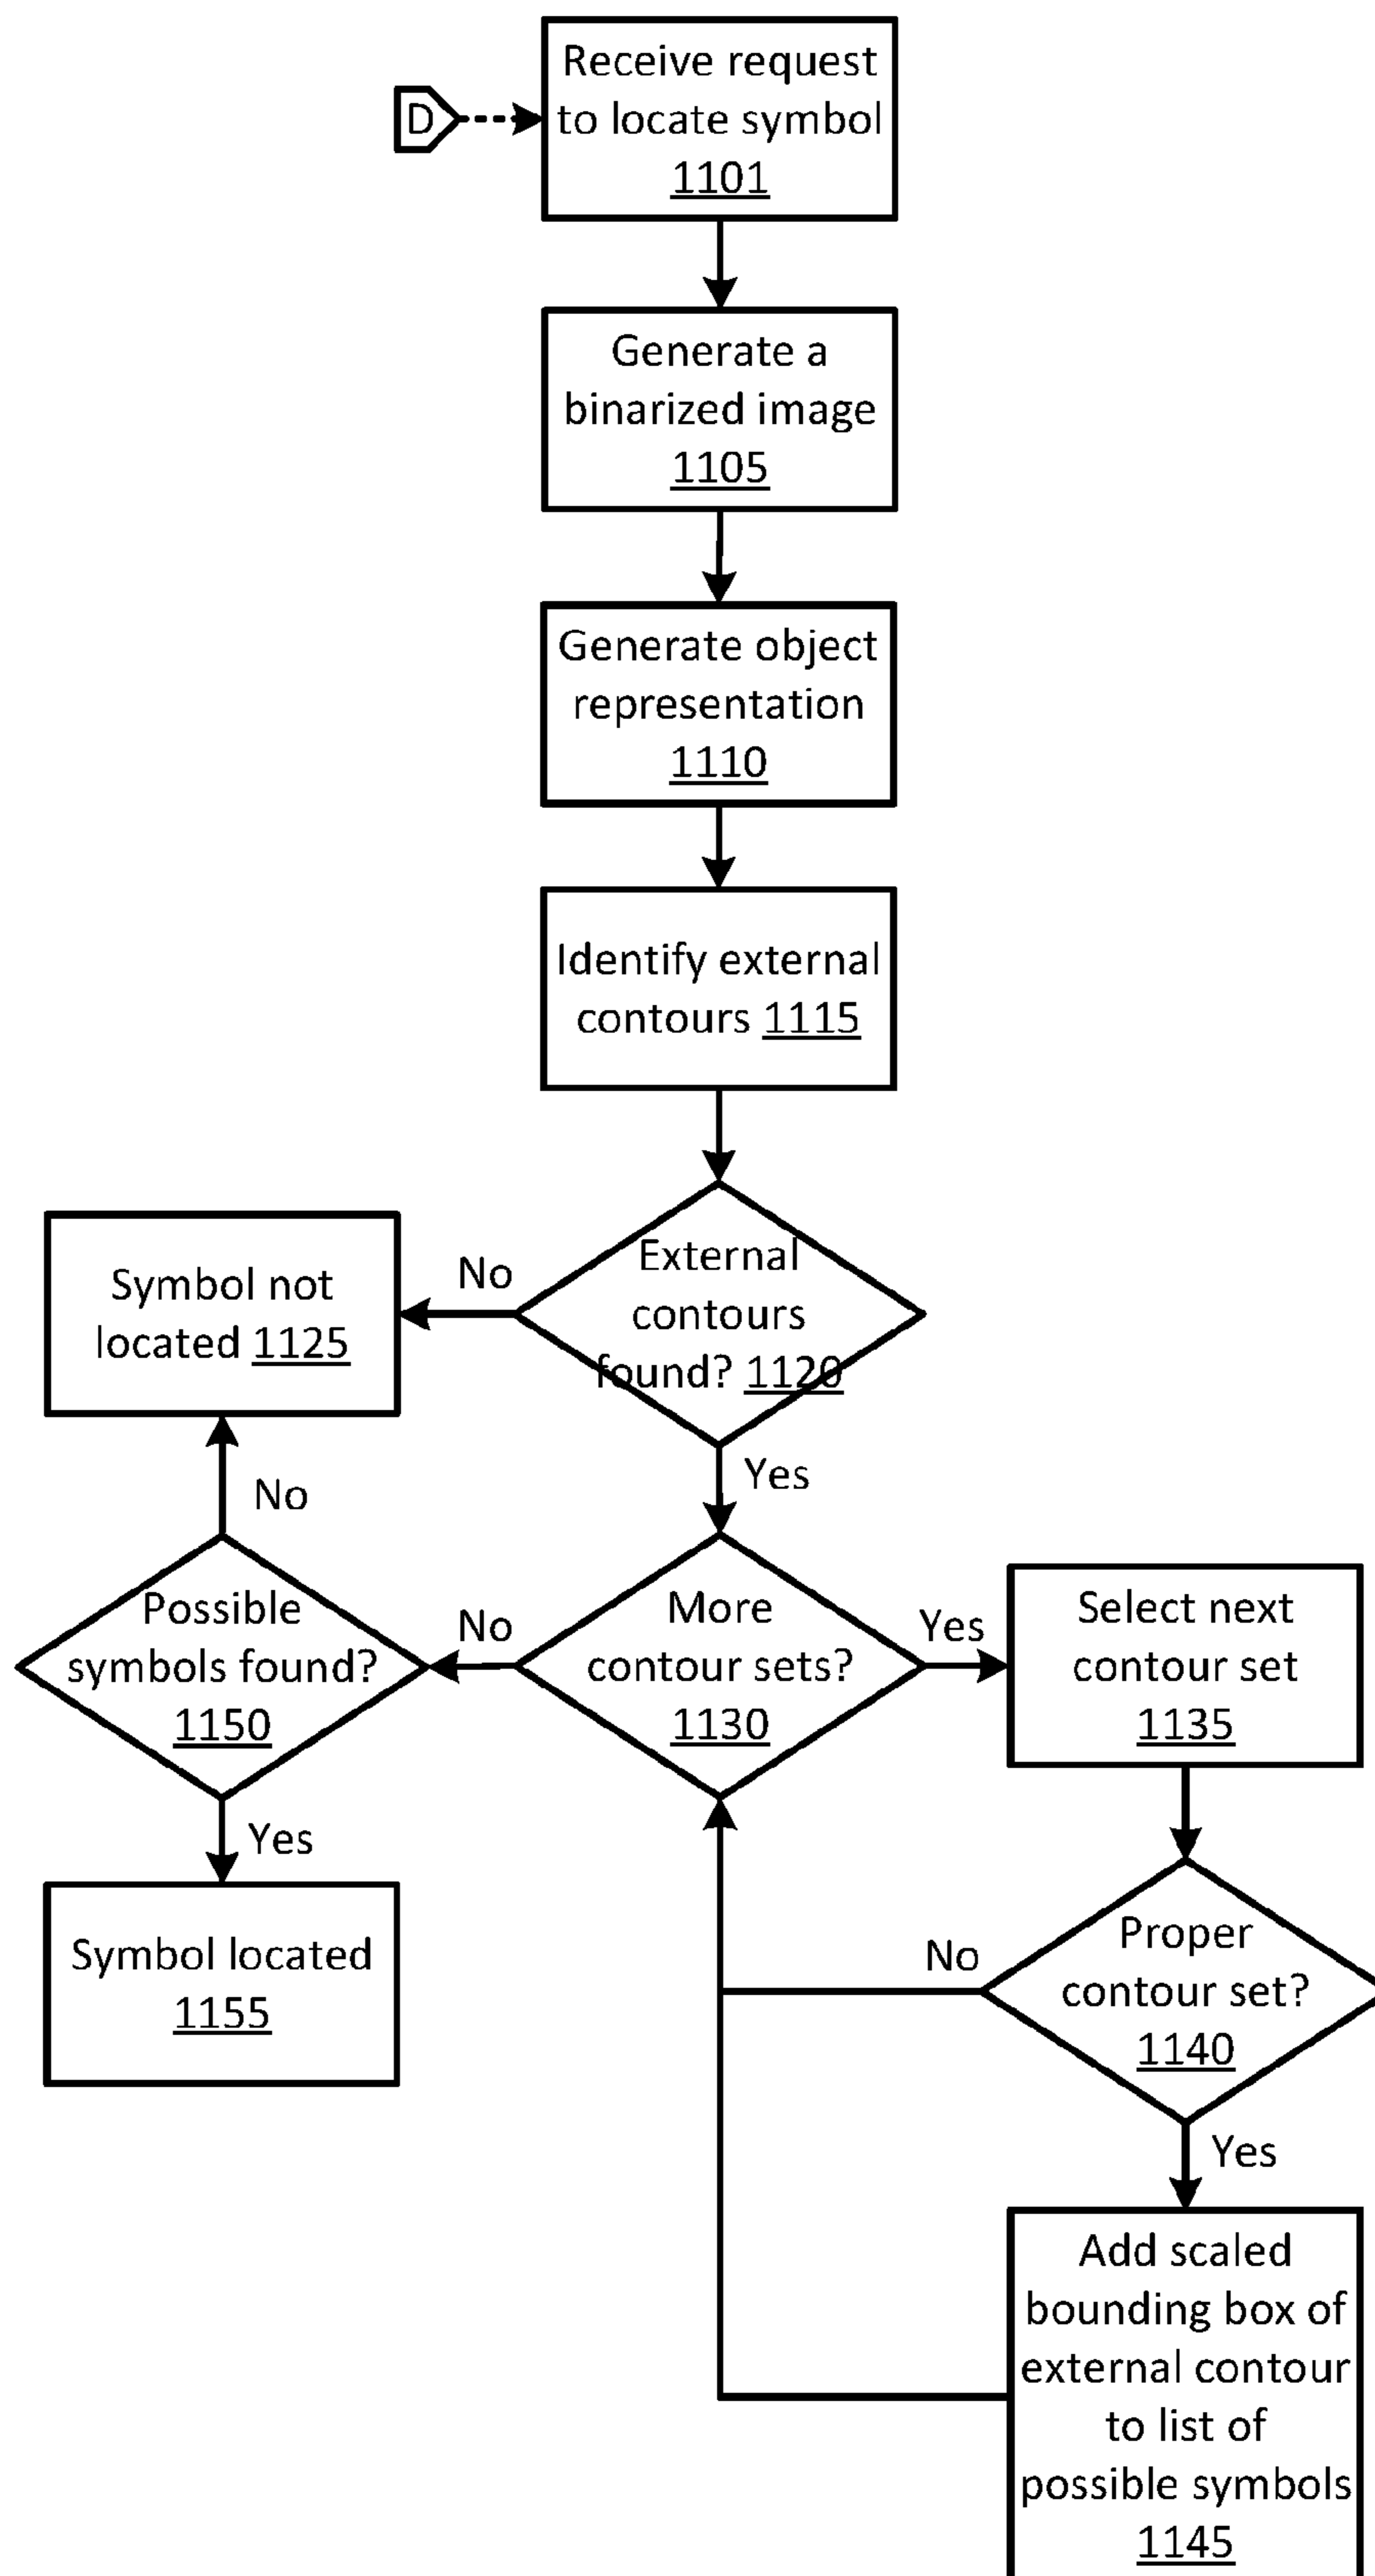 Receive request
to locate symbol
1101
D
Generate a
binarized image
1105
Generate object
representation
1110
Identify external
contours 1115
External
contours
found? 1120
No
Symbol not
located 1125
Yes
More
contour sets?
1130
No
Possible
symbols found?
1150
No
Yes
Symbol located
1155
Yes
Select next
contour set
1135
Proper
contour set?
1140
No
Yes
Add scaled
bounding box of
external contour
to list of
possible symbols
1145